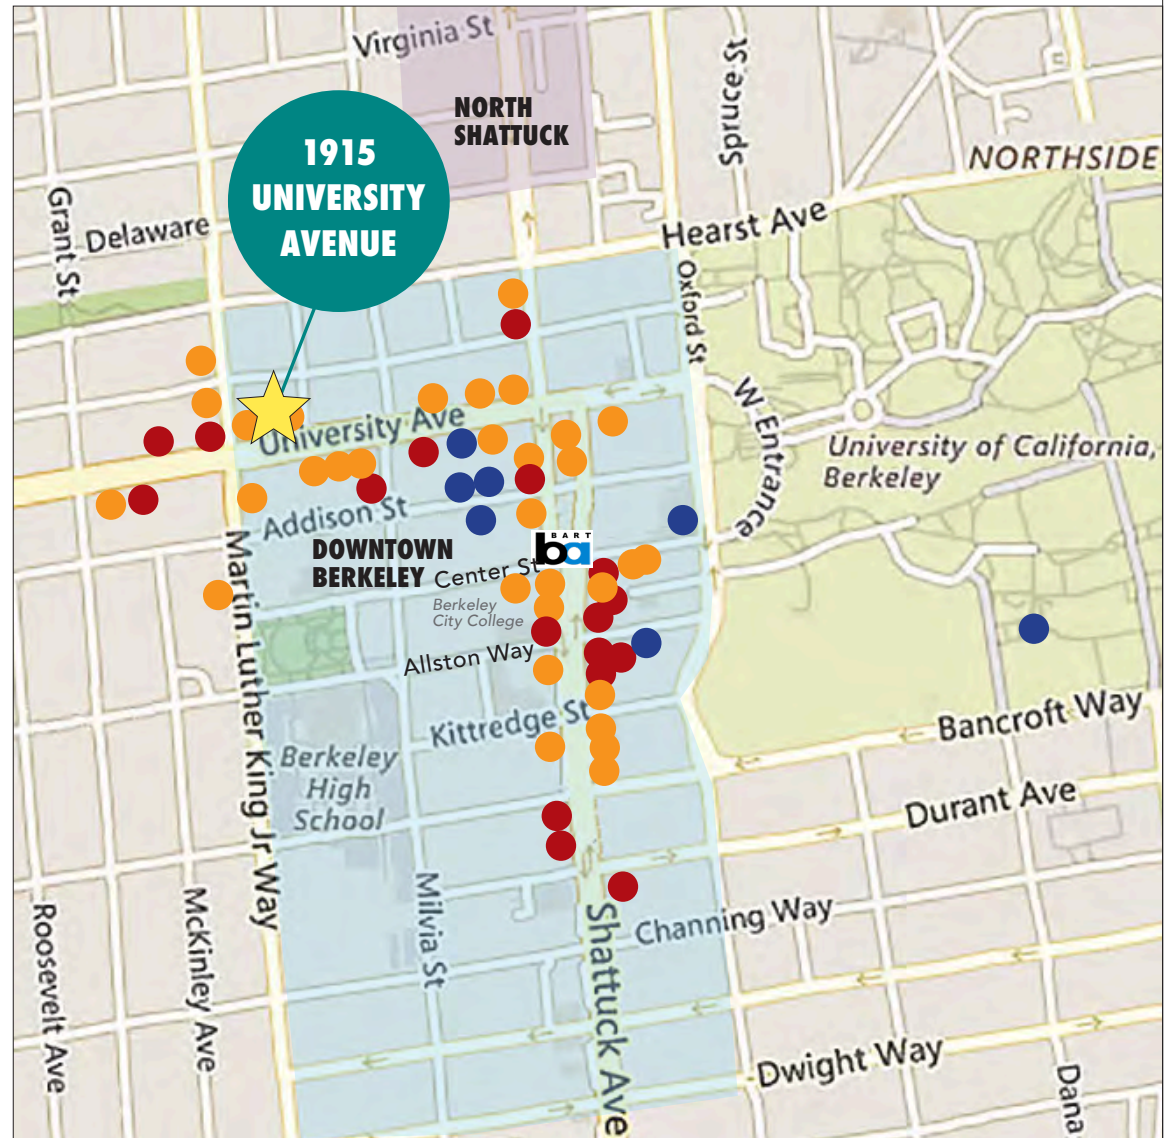 Virginia St
NORTH
SHATTUCK
Spruce St
1915
UNIVERSITY
AVENUE
NORTHSIDE
Grant St
Delaware
Hearst Ave
Oxford St
W Entrance
University Ave
University of California,
Berkeley
Addison St
BART
ba
DOWNTOWN
BERKELEY
Center St
Berkeley
City College
Martin Luther King Jr Way
Allston Way
Kittredge St
Bancroft Way
Berkeley
High
School
Durant Ave
Milvia St
McKinley Ave
Roosevelt Ave
Shattuck Ave
Channing Way
Dwight Way
Dana